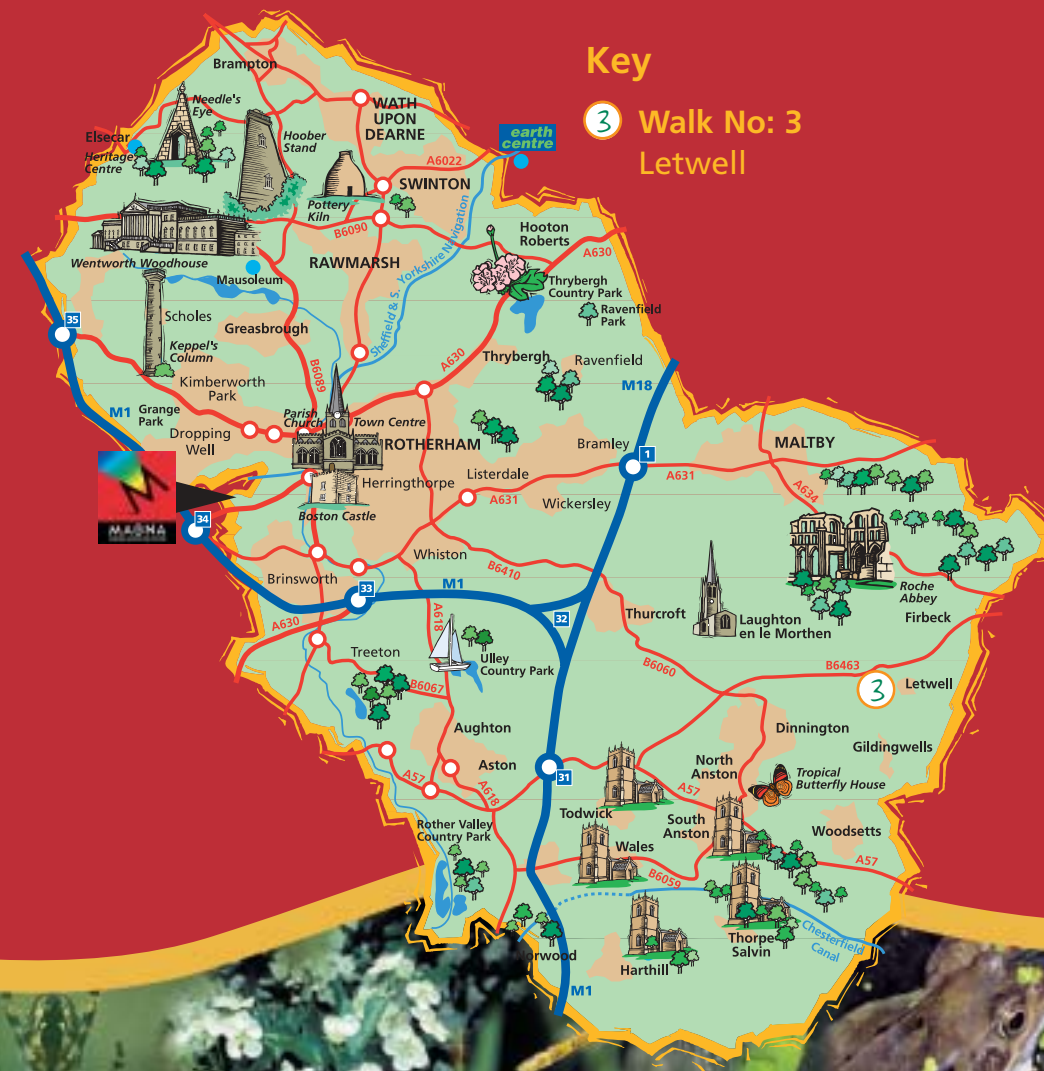 Key
3 Walk No: 3
Letwell
Brampton
Needle's
Eye
WATH
UPON
DEARNE
Elsecar
Heritage
Centre
Hoober
Stand
earth
centre
A6022
SWINTON
Pottery
Kiln
B6090
Hooton
Roberts
A630
Wentworth Woodhouse
Mausoleum
RAWMARSH
Sheffield & S. Yorkshire Navigation
Thrybergh
Country Park
Ravenfield
Park
35
Scholes
Greasbrough
Keppel's
Column
Kimberworth
Park
B6089
A630
Thrybergh
Ravenfield
M18
M1
Grange
Park
Dropping
Well
Parish
Church
Town Centre
ROTHERHAM
Bramley
1
MALTBY
A631
A634
Listerdale
Herringthorpe
A631
Wickersley
MAGNA
Boston Castle
34
Whiston
B6410
Brinsworth
M1
33
32
A630
A618
Thurcroft
Laughton
en le Morthen
Roche
Abbey
Firbeck
Treeton
Ulley
Country Park
B6067
B6060
B6463
3
Letwell
Aughton
Dinnington
Gildingwells
Aston
31
North
Anston
Tropical
Butterfly House
A57
A618
A57
Todwick
South
Anston
Woodsetts
Rother Valley
Country Park
Wales
B6059
A57
Thorpe
Salvin
Chesterfield
Canal
Harthill
M1